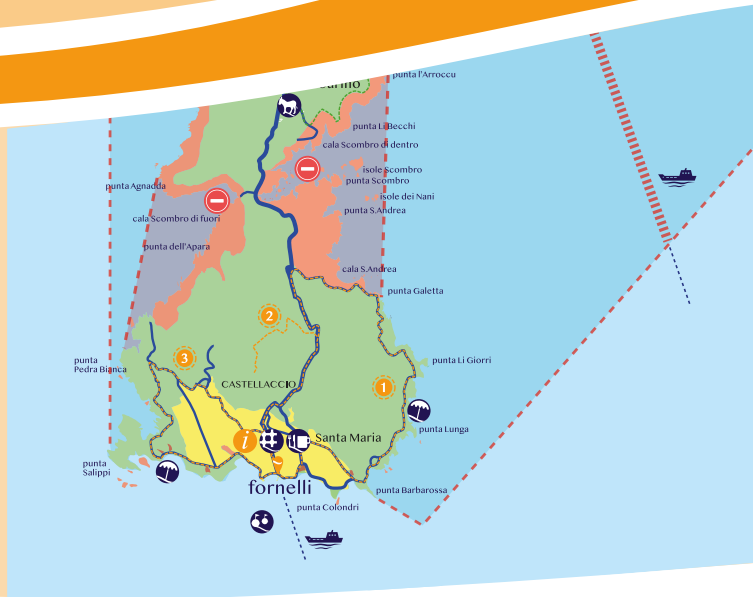 punta l'Arroccu
punta Li Becchi
cala Scombro di dentro
isole Scombro
punta Scombro
punta Agnadda
isole dei Nani
punta S.Andrea
cala Scombro di fuori
punta dell'Apara
cala S.Andrea
punta Galetta
2
3
punta
Pedra Bianca
punta Li Giorri
CASTELLACCIO
1
punta Lunga
i
Santa Maria
punta
Salippi
fornelli
punta Barbarossa
punta Colondri